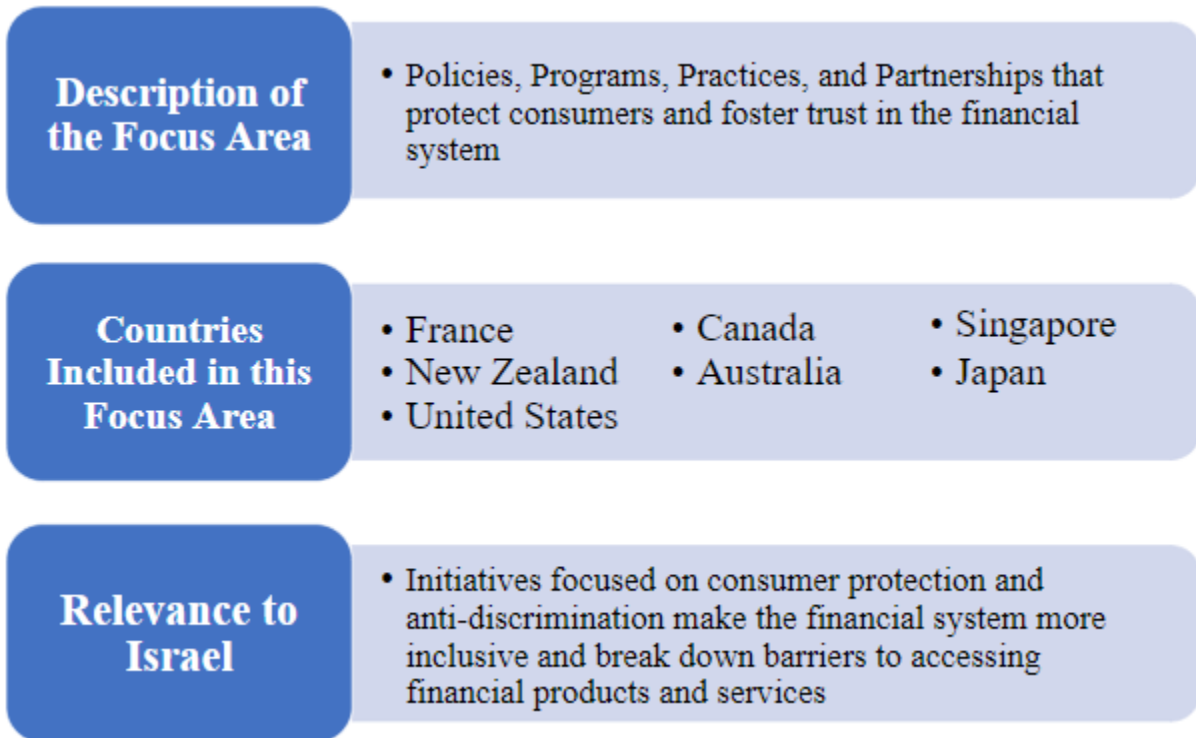 Description of
the Focus Area
• Policies, Programs, Practices, and Partnerships that
protect consumers and foster trust in the financial
system
Countries
Included in this
Focus Area
• France
• New Zealand
• United States
• Canada
• Australia
• Singapore
• Japan
Relevance to
Israel
• Initiatives focused on consumer protection and
anti-discrimination make the financial system more
inclusive and break down barriers to accessing
financial products and services